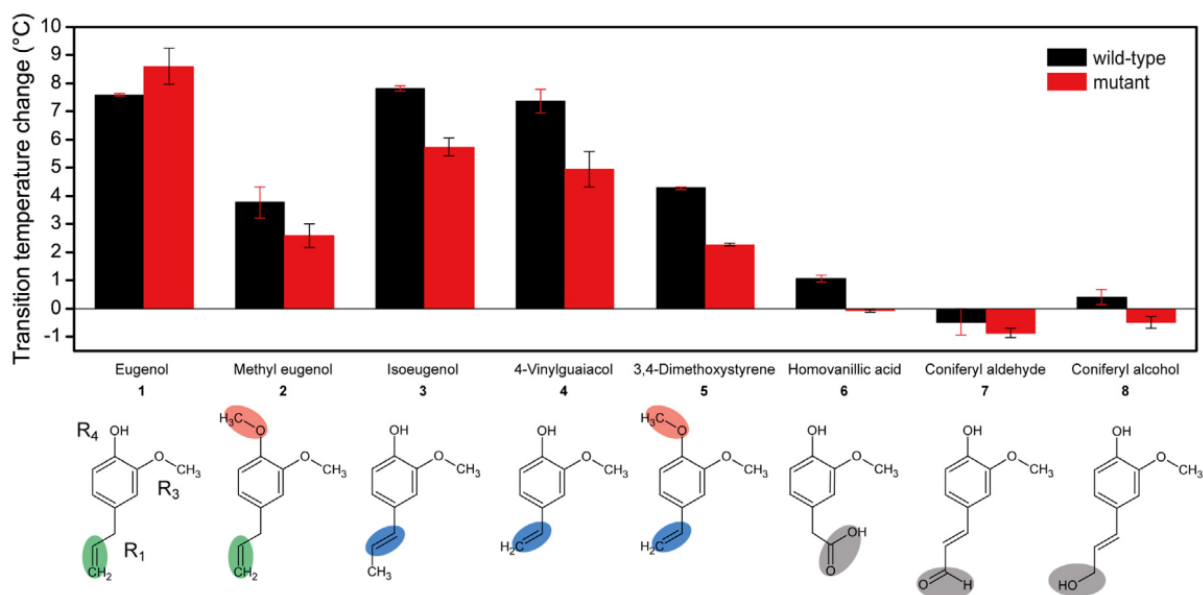 Transition temperature change (°C)
10
9
8
7
6
5
4
3
2
1
0
-1
wild-type
mutant
Eugenol Methyl eugenol Isoeugenol 4-Vinylguaiacol 3,4-Dimethoxystyrene Homovanillic acid Coniferyl aldehyde Coniferyl alcohol
1 2 3 4 5 6 7 8
R₄ OH H₃C O OH OH H₃C O OH OH OH
O CH₃ O CH₃ O CH₃ O CH₃ O CH₃ O CH₃ O CH₃ O CH₃
R₃
R₁
CH₂ CH₂ CH₃ H₂C H₂C OH O O H HO